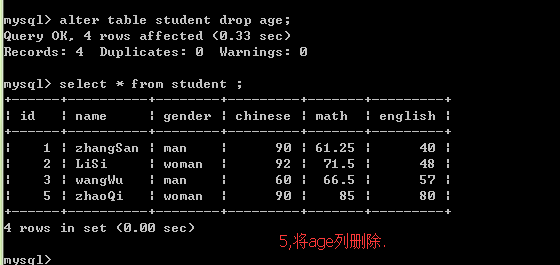 mysql> alter table student drop age;
Query OK, 4 rows affected (0.33 sec)
Records: 4  Duplicates: 0  Warnings: 0
mysql> select * from student ;
+------+----------+--------+---------+-------+---------+
| id   | name     | gender | chinese | math  | english |
+------+----------+--------+---------+-------+---------+
|    1 | zhangSan | man    |      90 | 61.25 |      40 |
|    2 | LiSi     | woman  |      92 |  71.5 |      48 |
|    3 | wangWu   | man    |      60 |  66.5 |      57 |
|    5 | zhaoQi   | woman  |      90 |    85 |      80 |
+------+----------+--------+---------+-------+---------+
4 rows in set (0.00 sec)
5,将age列删除.
mysql>